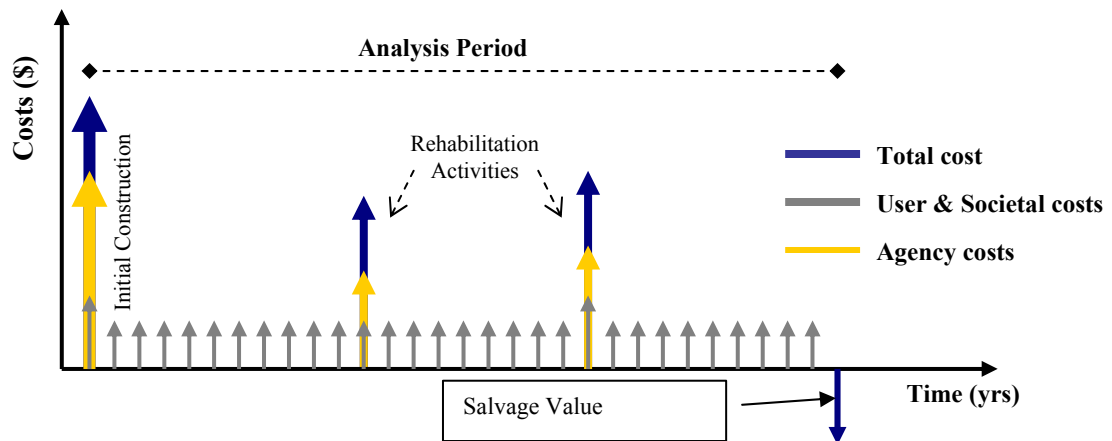 Analysis Period
Costs ($)
Initial Construction
Rehabilitation
Activities
Total cost
User & Societal costs
Agency costs
Salvage Value
Time (yrs)